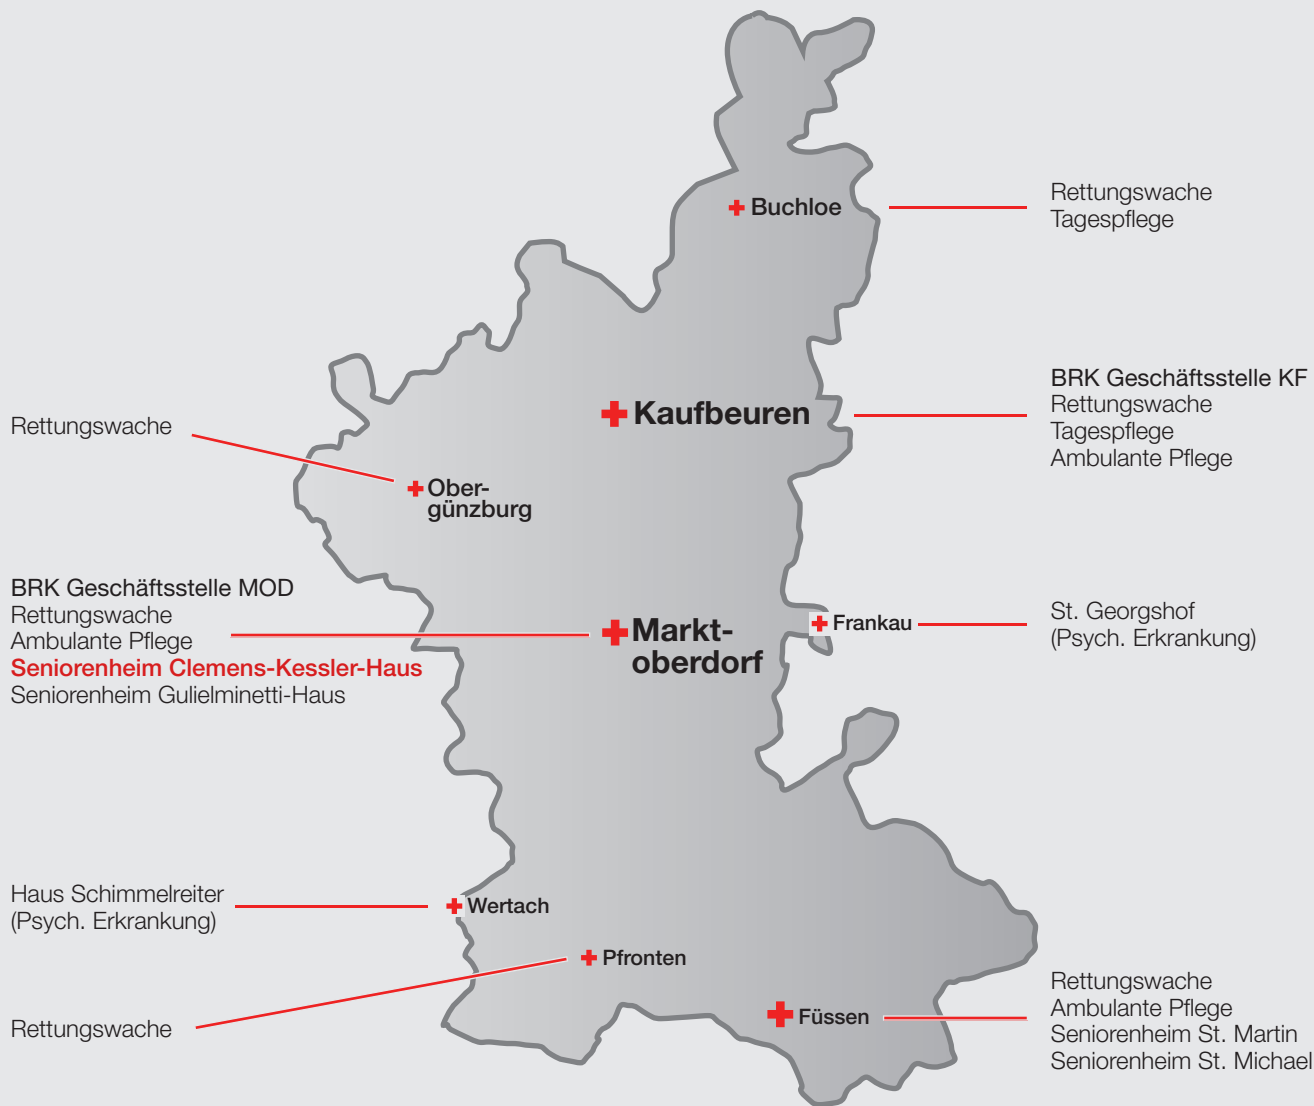 Buchloe
Rettungswache
Tagespflege
Kaufbeuren
BRK Geschäftsstelle KF
Rettungswache
Tagespflege
Ambulante Pflege
Rettungswache
Ober-
günzburg
BRK Geschäftsstelle MOD
Rettungswache
Ambulante Pflege
Seniorenheim Clemens-Kessler-Haus
Seniorenheim Gulielminetti-Haus
Markt-
oberdorf
Frankau
St. Georgshof
(Psych. Erkrankung)
Haus Schimmelreiter
(Psych. Erkrankung)
Wertach
Pfronten
Rettungswache
Füssen
Rettungswache
Ambulante Pflege
Seniorenheim St. Martin
Seniorenheim St. Michael